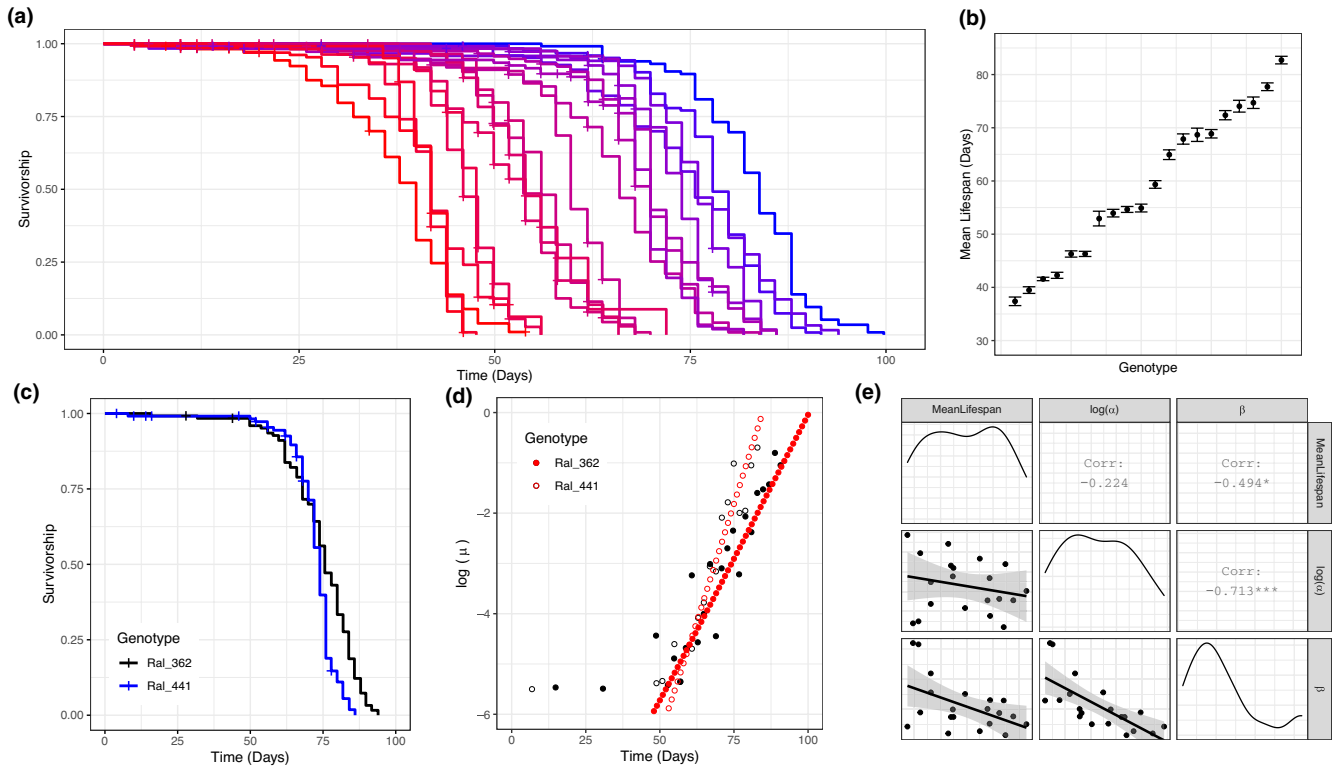 (a)
1.00
0.75
0.50
0.25
0.00
Survivorship
0
25
50
75
100
Time (Days)
(b)
80
70
60
50
40
30
Mean Lifespan (Days)
Genotype
(c)
1.00
0.75
0.50
0.25
0.00
Survivorship
Genotype
Ral_362
Ral_441
0
25
50
75
100
Time (Days)
(d)
0
−2
−4
−6
log ( μ )
Genotype
Ral_362
Ral_441
0
25
50
75
100
Time (Days)
(e)
MeanLifespan
log(α)
β
Corr:
−0.224
Corr:
−0.494*
MeanLifespan
Corr:
−0.713***
log(α)
β